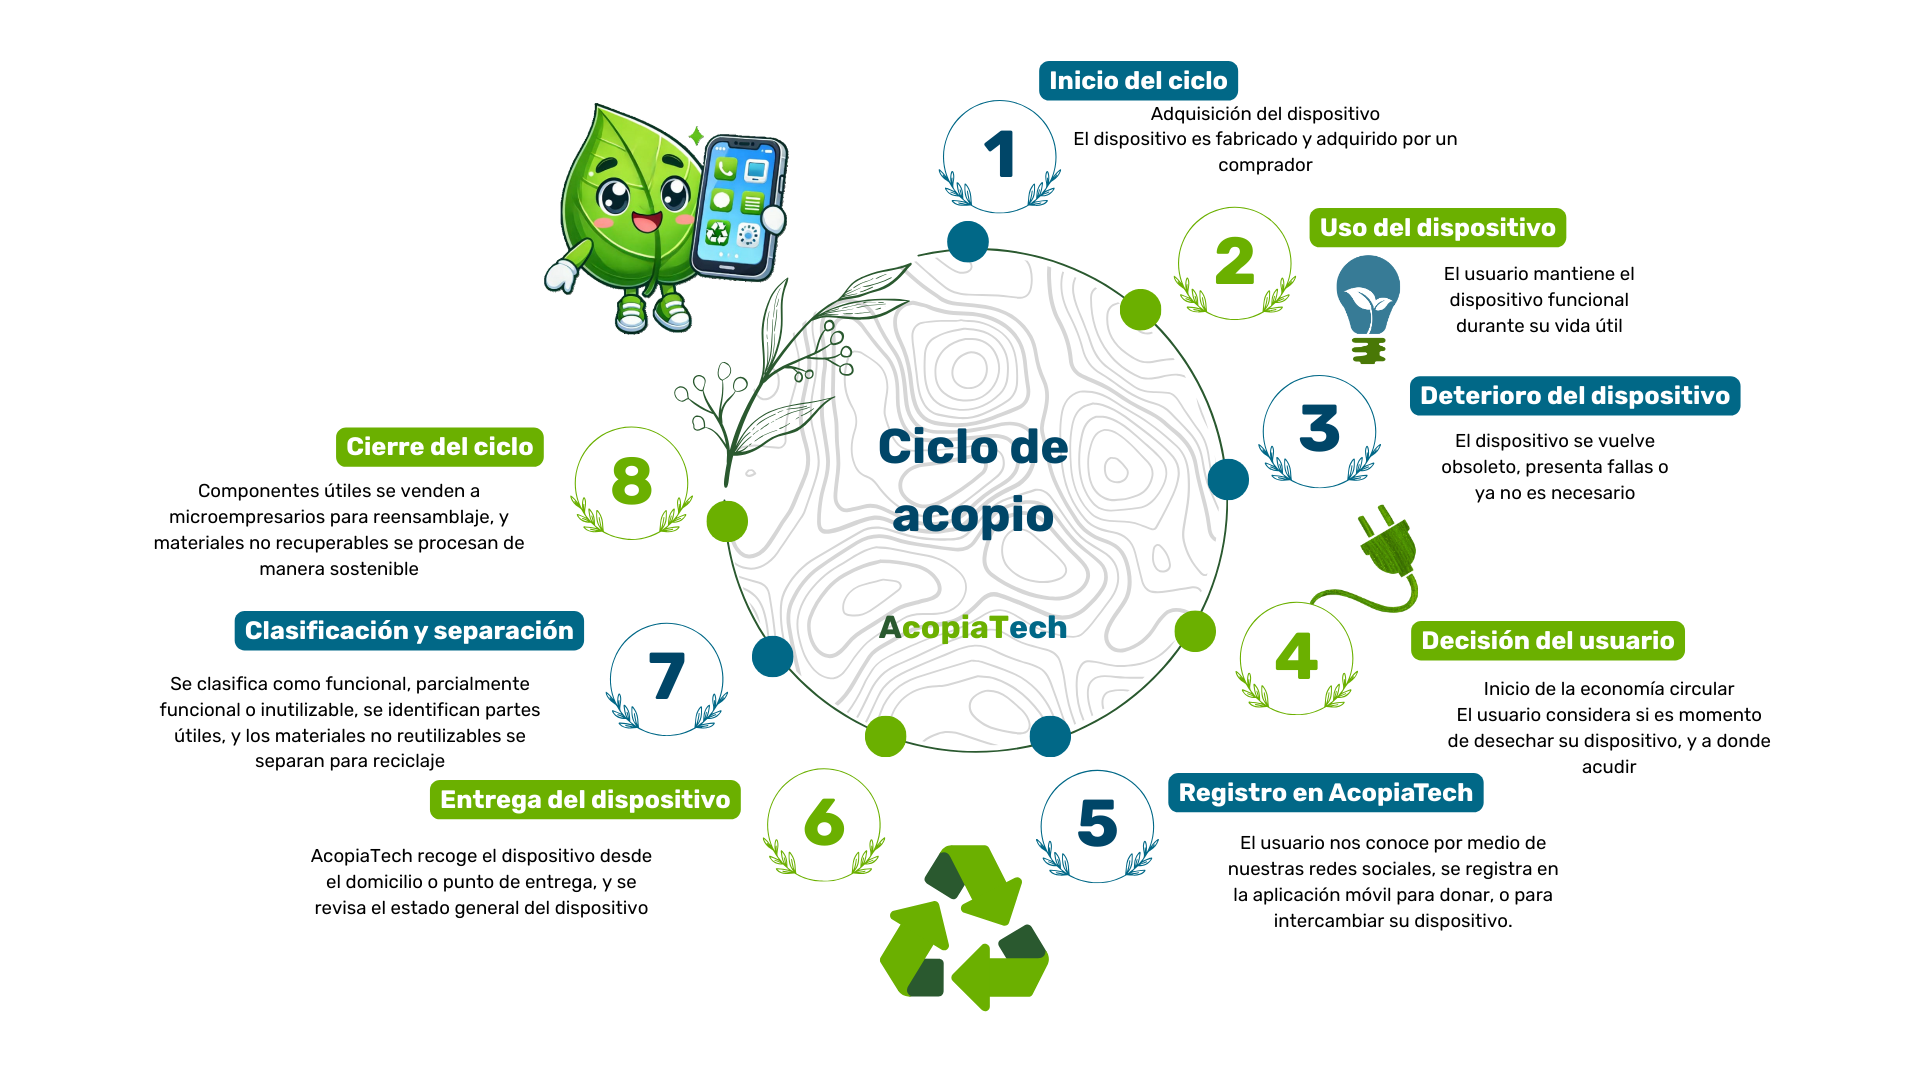 Ciclo de
acopio
AcopiaTech
1
Inicio del ciclo
Adquisición del dispositivo
El dispositivo es fabricado y adquirido por un
comprador
2
Uso del dispositivo
El usuario mantiene el
dispositivo funcional
durante su vida útil
3
Deterioro del dispositivo
El dispositivo se vuelve
obsoleto, presenta fallas o
ya no es necesario
4
Decisión del usuario
Inicio de la economía circular
El usuario considera si es momento
de desechar su dispositivo, y a donde
acudir
5
Registro en AcopiaTech
El usuario nos conoce por medio de
nuestras redes sociales, se registra en
la aplicación móvil para donar, o para
intercambiar su dispositivo.
6
Entrega del dispositivo
AcopiaTech recoge el dispositivo desde
el domicilio o punto de entrega, y se
revisa el estado general del dispositivo
7
Clasificación y separación
Se clasifica como funcional, parcialmente
funcional o inutilizable, se identifican partes
útiles, y los materiales no reutilizables se
separan para reciclaje
8
Cierre del ciclo
Componentes útiles se venden a
microempresarios para reensamblaje, y
materiales no recuperables se procesan de
manera sostenible